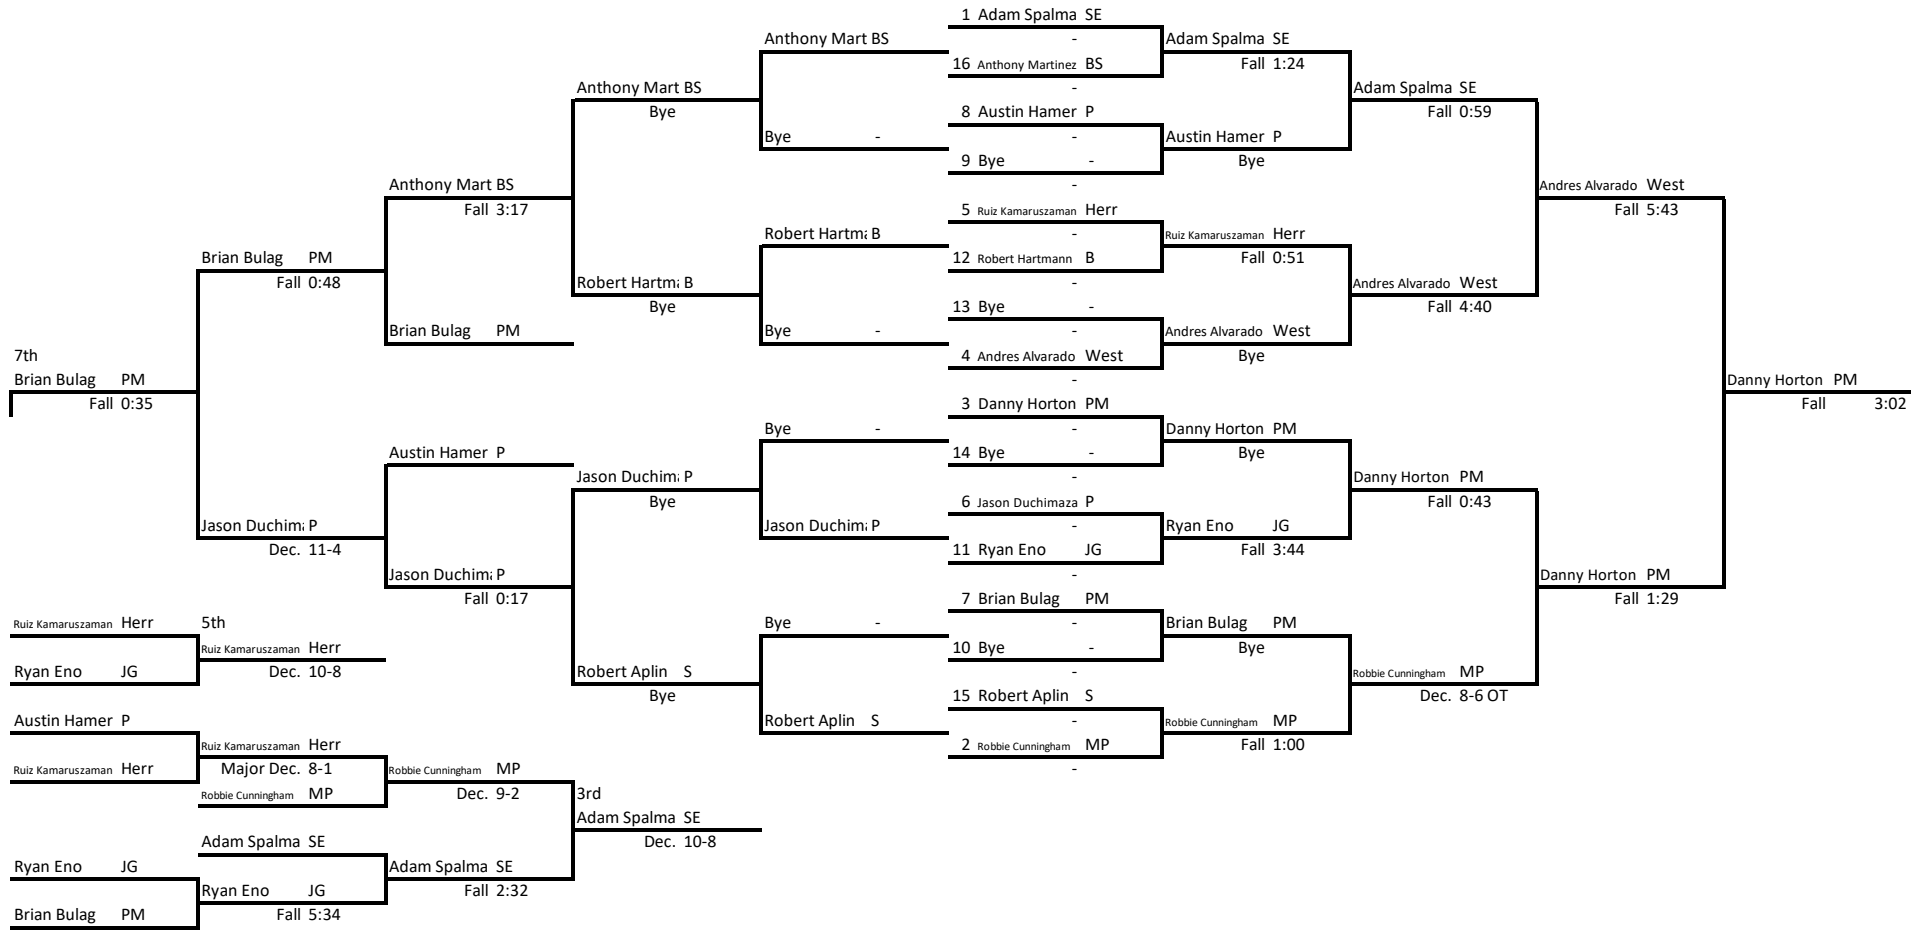 1 Adam Spalma SE
Anthony Mart BS - Adam Spalma SE
16 Anthony Martinez BS Fall 1:24
Anthony Mart BS - Adam Spalma SE
Bye 8 Austin Hamer P Fall 0:59
Bye - - Austin Hamer P
9 Bye - Bye
Anthony Mart BS - Andres Alvarado West
Fall 3:17 5 Ruiz Kamaruszaman Herr Fall 5:43
Robert Hartma B - Ruiz Kamaruszaman Herr
Brian Bulag PM 12 Robert Hartmann B Fall 0:51
Fall 0:48 Robert Hartma B - Andres Alvarado West
Bye 13 Bye - Fall 4:40
Brian Bulag PM Bye - - Andres Alvarado West
7th 4 Andres Alvarado West Bye
Brian Bulag PM - Danny Horton PM
Fall 0:35 3 Danny Horton PM Fall 3:02
Bye - - Danny Horton PM
Austin Hamer P 14 Bye - Bye
Jason Duchima P - Danny Horton PM
Bye 6 Jason Duchimaza P Fall 0:43
Jason Duchima P Jason Duchima P - Ryan Eno JG
Dec. 11-4 11 Ryan Eno JG Fall 3:44
Jason Duchima P - Danny Horton PM
Fall 0:17 7 Brian Bulag PM Fall 1:29
Ruiz Kamaruszaman Herr 5th Bye - - Brian Bulag PM
Ruiz Kamaruszaman Herr 10 Bye - Bye
Ryan Eno JG Dec. 10-8 Robert Aplin S - Robbie Cunningham MP
Bye 15 Robert Aplin S Dec. 8-6 OT
Austin Hamer P Robert Aplin S - Robbie Cunningham MP
Ruiz Kamaruszaman Herr 2 Robbie Cunningham MP Fall 1:00
Ruiz Kamaruszaman Herr Major Dec. 8-1 Robbie Cunningham MP -
Robbie Cunningham MP Dec. 9-2 3rd
Adam Spalma SE
Adam Spalma SE Dec. 10-8
Ryan Eno JG Adam Spalma SE
Ryan Eno JG Fall 2:32
Brian Bulag PM Fall 5:34